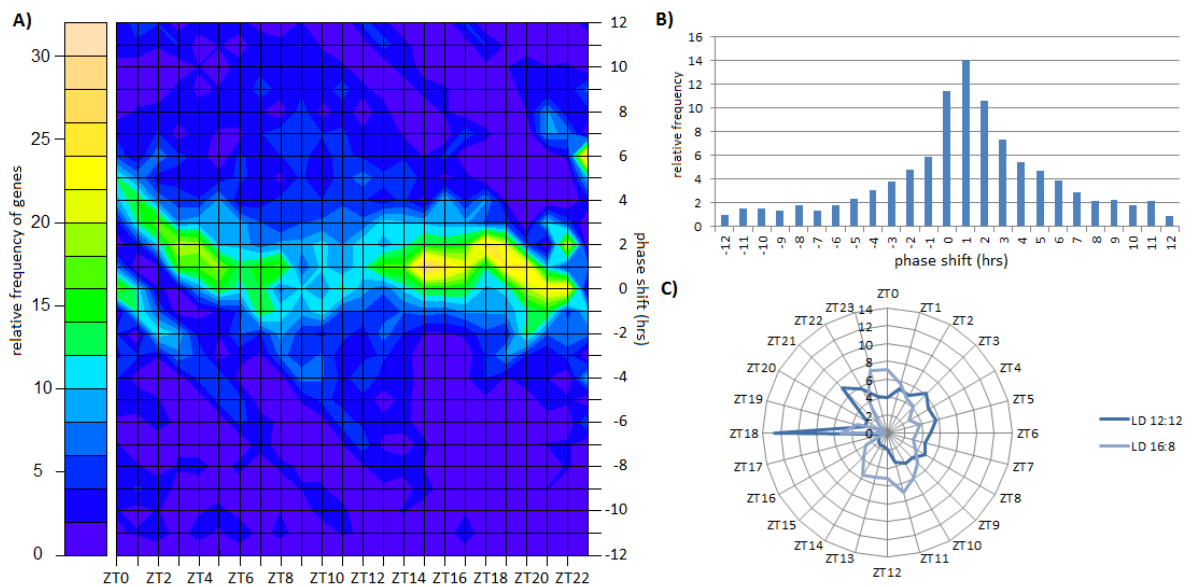 A)
relative frequency of genes
30
25
20
15
10
5
0
12
10
8
6
4
2
0
-2
-4
-6
-8
-10
-12
phase shift (hrs)
ZT0 ZT2 ZT4 ZT6 ZT8 ZT10 ZT12 ZT14 ZT16 ZT18 ZT20 ZT22
B)
relative frequency
16
14
12
10
8
6
4
2
0
-12 -11 -10 -9 -8 -7 -6 -5 -4 -3 -2 -1 0 1 2 3 4 5 6 7 8 9 10 11 12
phase shift (hrs)
C)
ZT0
ZT1
ZT2
ZT3
ZT4
ZT5
ZT6
ZT7
ZT8
ZT9
ZT10
ZT11
ZT12
ZT13
ZT14
ZT15
ZT16
ZT17
ZT18
ZT19
ZT20
ZT21
ZT22
ZT23
14
12
10
8
6
4
2
0
LD 12:12
LD 16:8